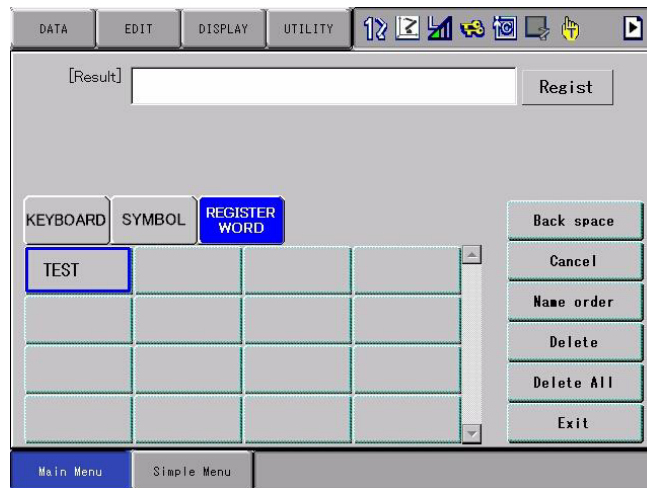 DATA EDIT DISPLAY UTILITY
[Result] Regist
KEYBOARD SYMBOL REGISTER WORD
Back space
TEST
Cancel
Name order
Delete
Delete All
Exit
Main Menu Simple Menu